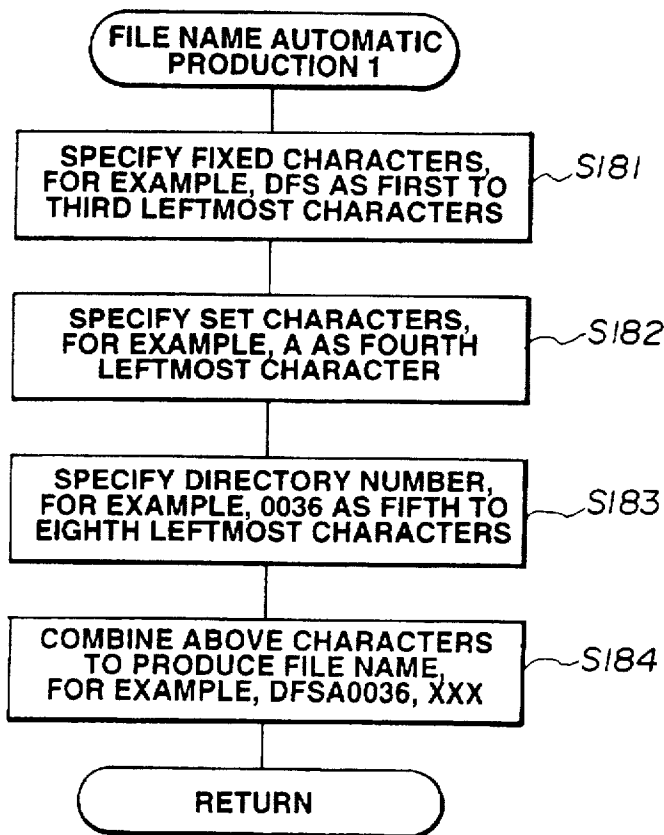 FILE NAME AUTOMATIC
PRODUCTION 1
SPECIFY FIXED CHARACTERS,
FOR EXAMPLE, DFS AS FIRST TO
THIRD LEFTMOST CHARACTERS
S181
SPECIFY SET CHARACTERS,
FOR EXAMPLE, A AS FOURTH
LEFTMOST CHARACTER
S182
SPECIFY DIRECTORY NUMBER,
FOR EXAMPLE, 0036 AS FIFTH TO
EIGHTH LEFTMOST CHARACTERS
S183
COMBINE ABOVE CHARACTERS
TO PRODUCE FILE NAME,
FOR EXAMPLE, DFSA0036, XXX
S184
RETURN